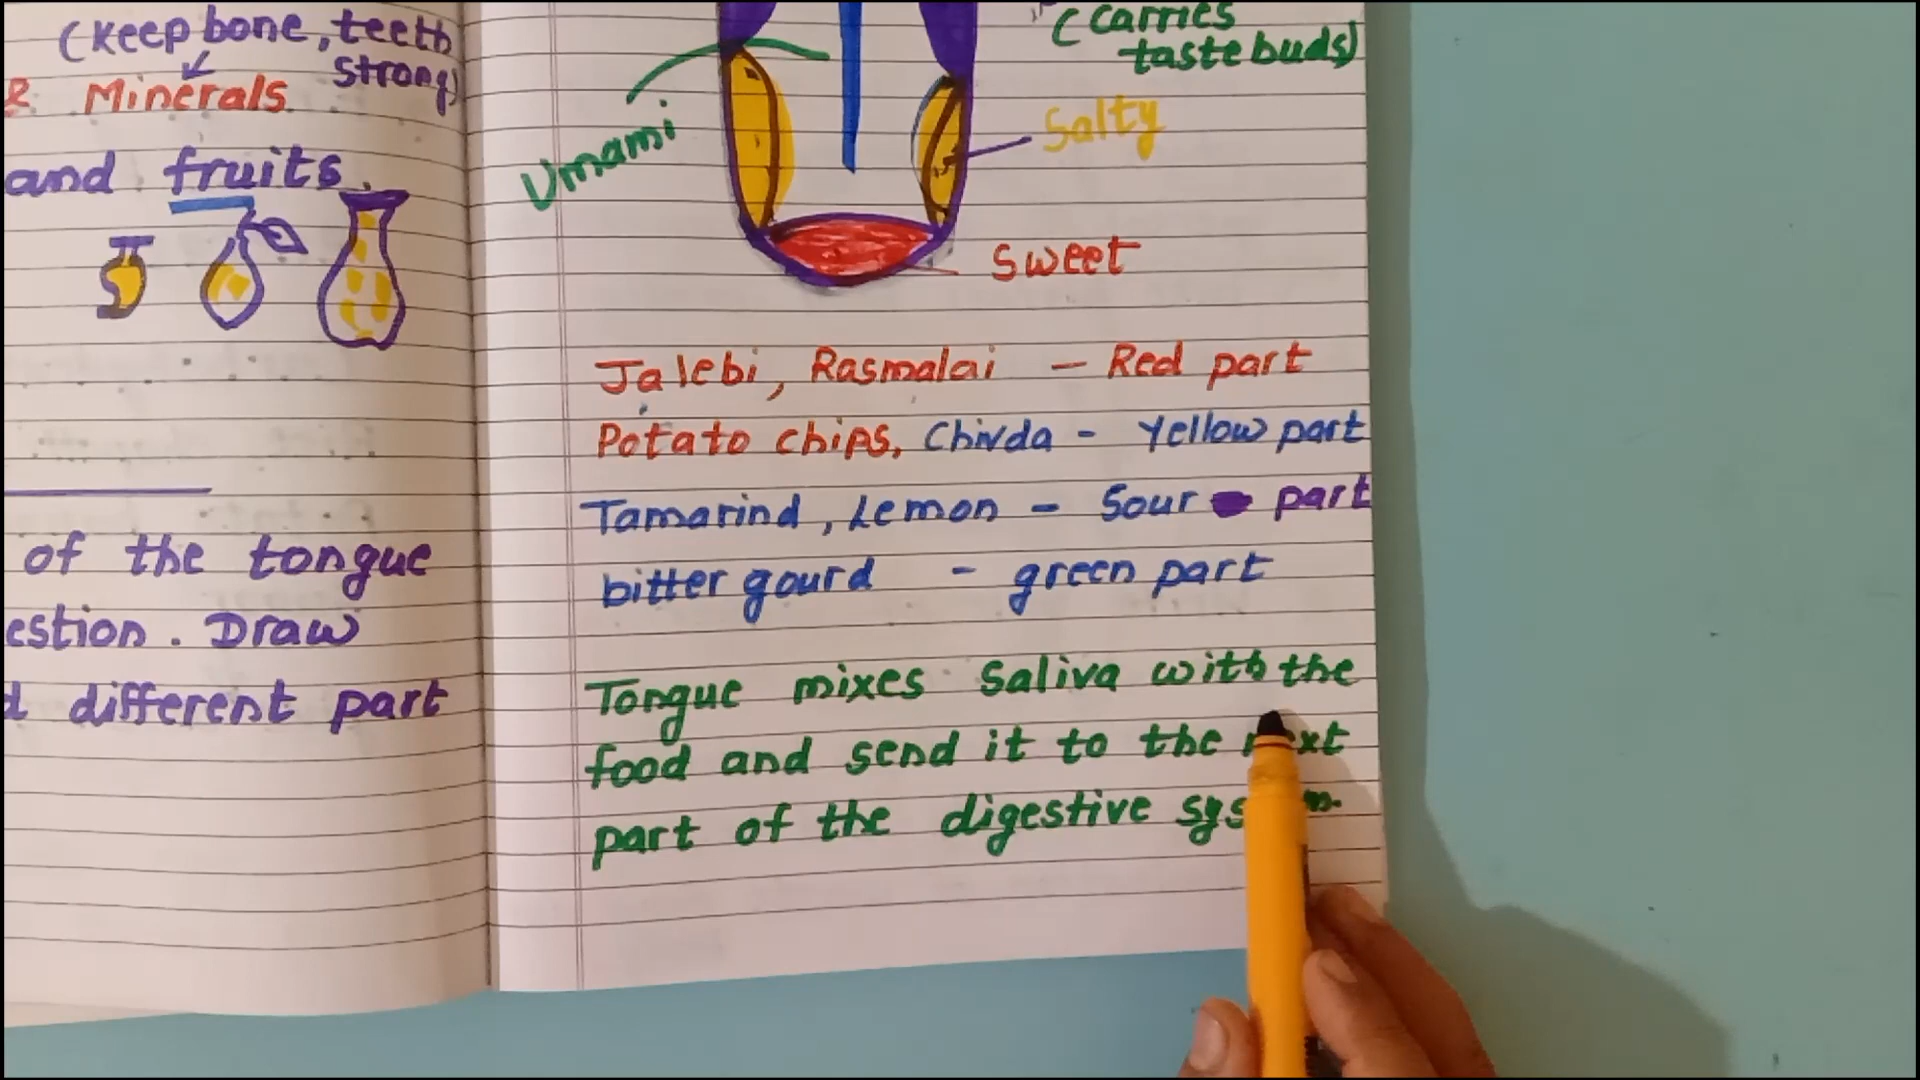 (Keep bone, teeth
strong)
& Minerals
and fruits.
of the tongue
estion. Draw
d different part
(carries
taste buds)
Umami
Salty
Sweet
Jalebi, Rasmalai - Red part
Potato chips, Chivda - Yellow part
Tamarind, Lemon - Sour part
bitter gourd - green part
Tongue mixes saliva with the
food and send it to the next
part of the digestive